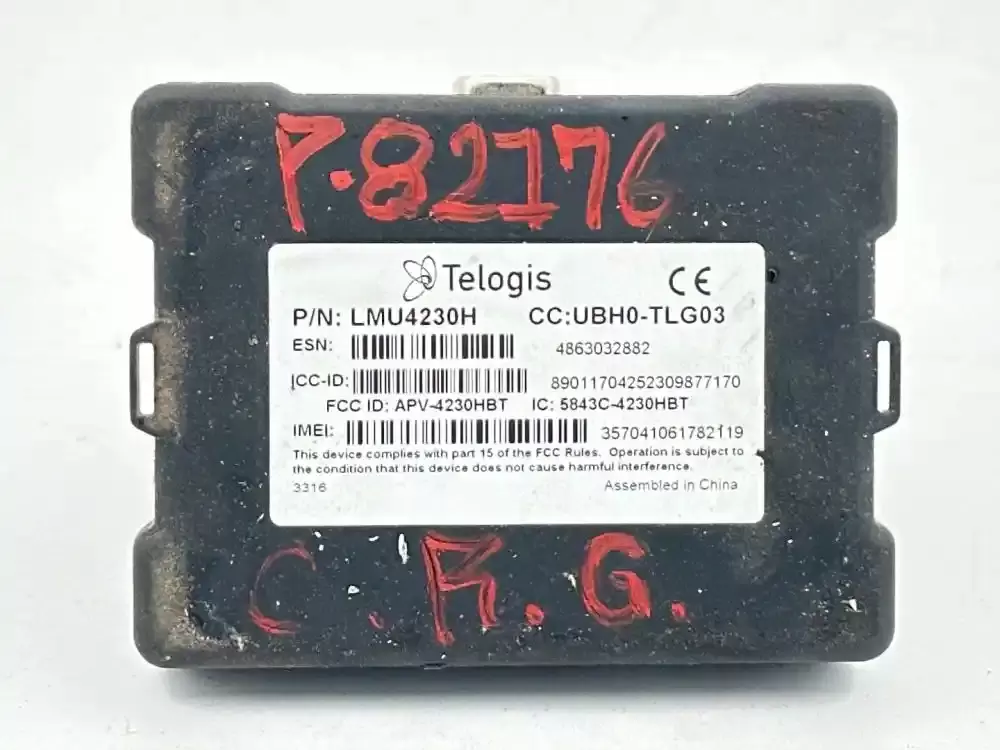 P.82176
Telogis CE
P/N: LMU4230H CC:UBH0-TLG03
ESN: 4863032882
ICC-ID: 89011704252309877170
FCC ID: APV-4230HBT IC: 5843C-4230HBT
IMEI: 357041061782119
This device complies with part 15 of the FCC Rules. Operation is subject to
the condition that this device does not cause harmful interference.
3316 Assembled in China
C.R.G.